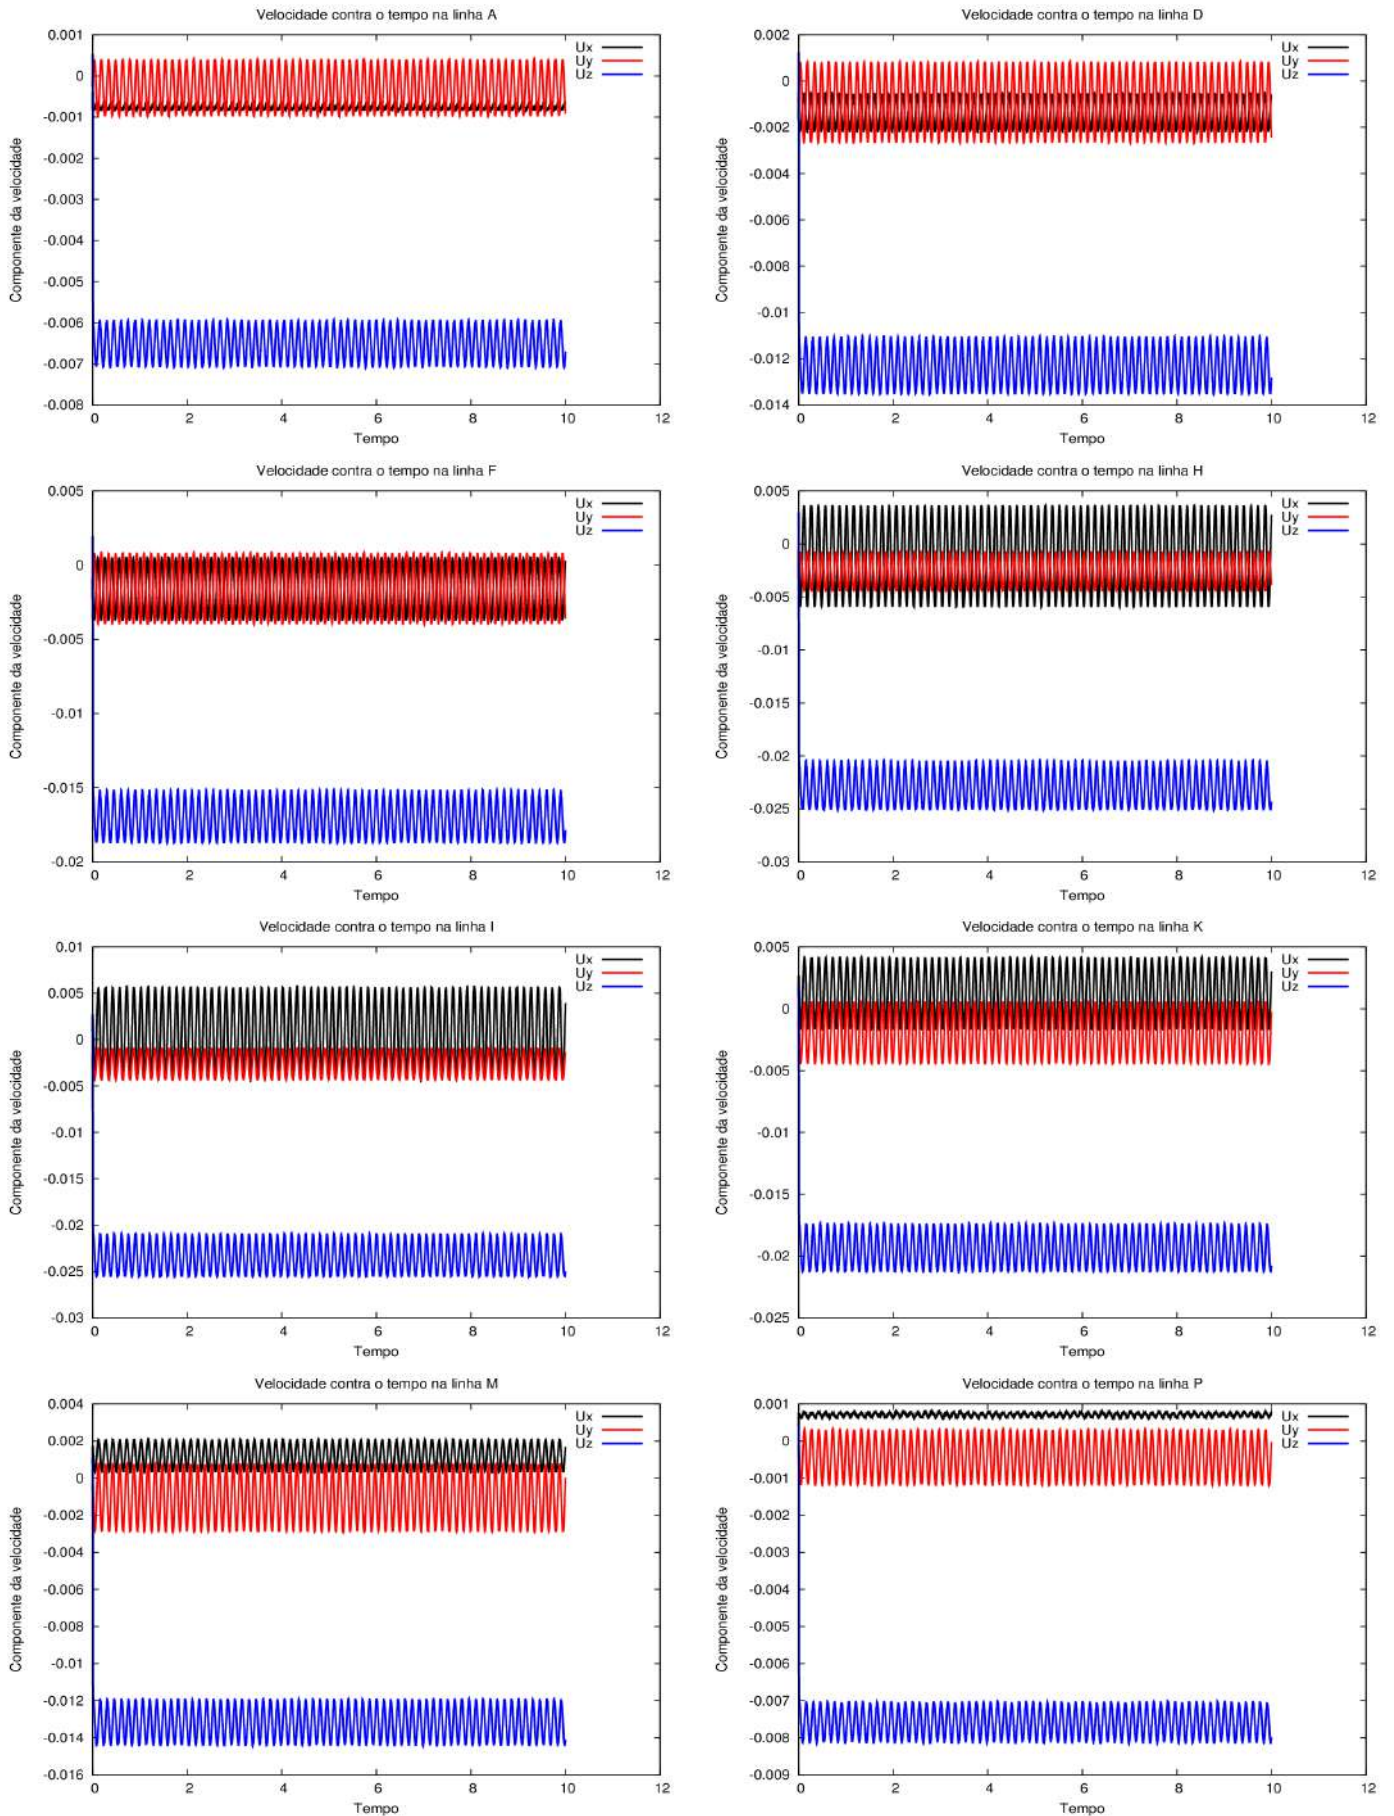 Velocidade contra o tempo na linha A
Componente da velocidade
0.001
0
-0.001
-0.002
-0.003
-0.004
-0.005
-0.006
-0.007
-0.008
Ux
Uy
Uz
0 2 4 6 8 10 12
Tempo
Velocidade contra o tempo na linha D
Componente da velocidade
0.002
0
-0.002
-0.004
-0.006
-0.008
-0.01
-0.012
-0.014
Ux
Uy
Uz
0 2 4 6 8 10 12
Tempo
Velocidade contra o tempo na linha F
Componente da velocidade
0.005
0
-0.005
-0.01
-0.015
-0.02
Ux
Uy
Uz
0 2 4 6 8 10 12
Tempo
Velocidade contra o tempo na linha H
Componente da velocidade
0.005
0
-0.005
-0.01
-0.015
-0.02
-0.025
-0.03
Ux
Uy
Uz
0 2 4 6 8 10 12
Tempo
Velocidade contra o tempo na linha I
Componente da velocidade
0.01
0.005
0
-0.005
-0.01
-0.015
-0.02
-0.025
-0.03
Ux
Uy
Uz
0 2 4 6 8 10 12
Tempo
Velocidade contra o tempo na linha K
Componente da velocidade
0.005
0
-0.005
-0.01
-0.015
-0.02
-0.025
Ux
Uy
Uz
0 2 4 6 8 10 12
Tempo
Velocidade contra o tempo na linha M
Componente da velocidade
0.004
0.002
0
-0.002
-0.004
-0.006
-0.008
-0.01
-0.012
-0.014
-0.016
Ux
Uy
Uz
0 2 4 6 8 10 12
Tempo
Velocidade contra o tempo na linha P
Componente da velocidade
0.001
0
-0.001
-0.002
-0.003
-0.004
-0.005
-0.006
-0.007
-0.008
-0.009
Ux
Uy
Uz
0 2 4 6 8 10 12
Tempo